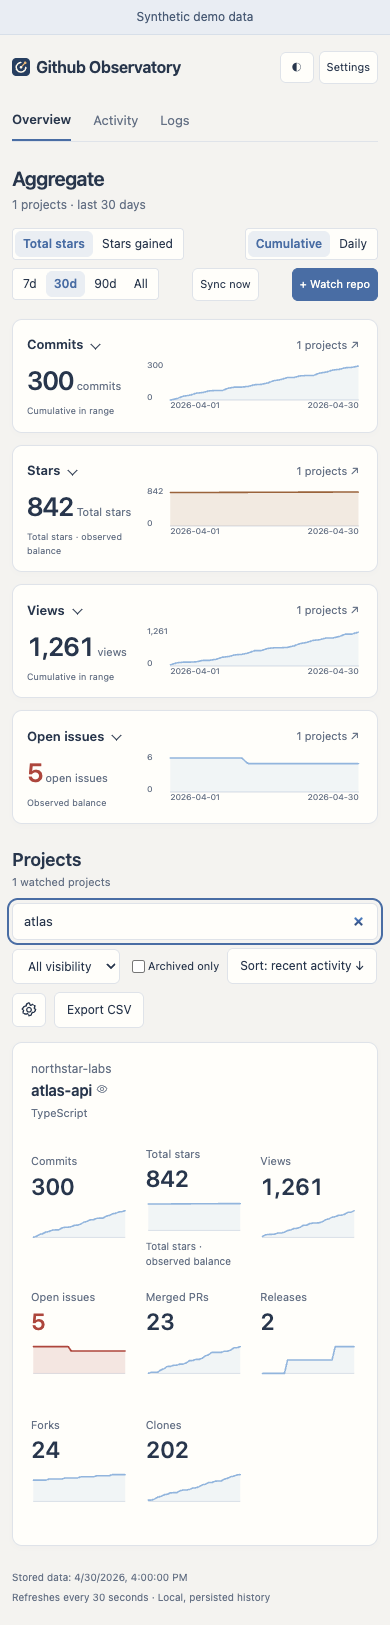 Synthetic demo data
Github Observatory
Settings
Overview Activity Logs
Aggregate
1 projects · last 30 days
Total stars Stars gained Cumulative Daily
7d 30d 90d All Sync now + Watch repo
Commits 1 projects ↗
300 commits
Cumulative in range
300
0
2026-04-01 2026-04-30
Stars 1 projects ↗
842 Total stars
Total stars · observed
balance
842
0
2026-04-01 2026-04-30
Views 1 projects ↗
1,261 views
Cumulative in range
1,261
0
2026-04-01 2026-04-30
Open issues 1 projects ↗
5 open issues
Observed balance
6
0
2026-04-01 2026-04-30
Projects
1 watched projects
atlas
All visibility Archived only Sort: recent activity ↓
Export CSV
northstar-labs
atlas-api
TypeScript
Commits
300
Total stars
842
Total stars ·
observed balance
Views
1,261
Open issues
5
Merged PRs
23
Releases
2
Forks
24
Clones
202
Stored data: 4/30/2026, 4:00:00 PM
Refreshes every 30 seconds · Local, persisted history